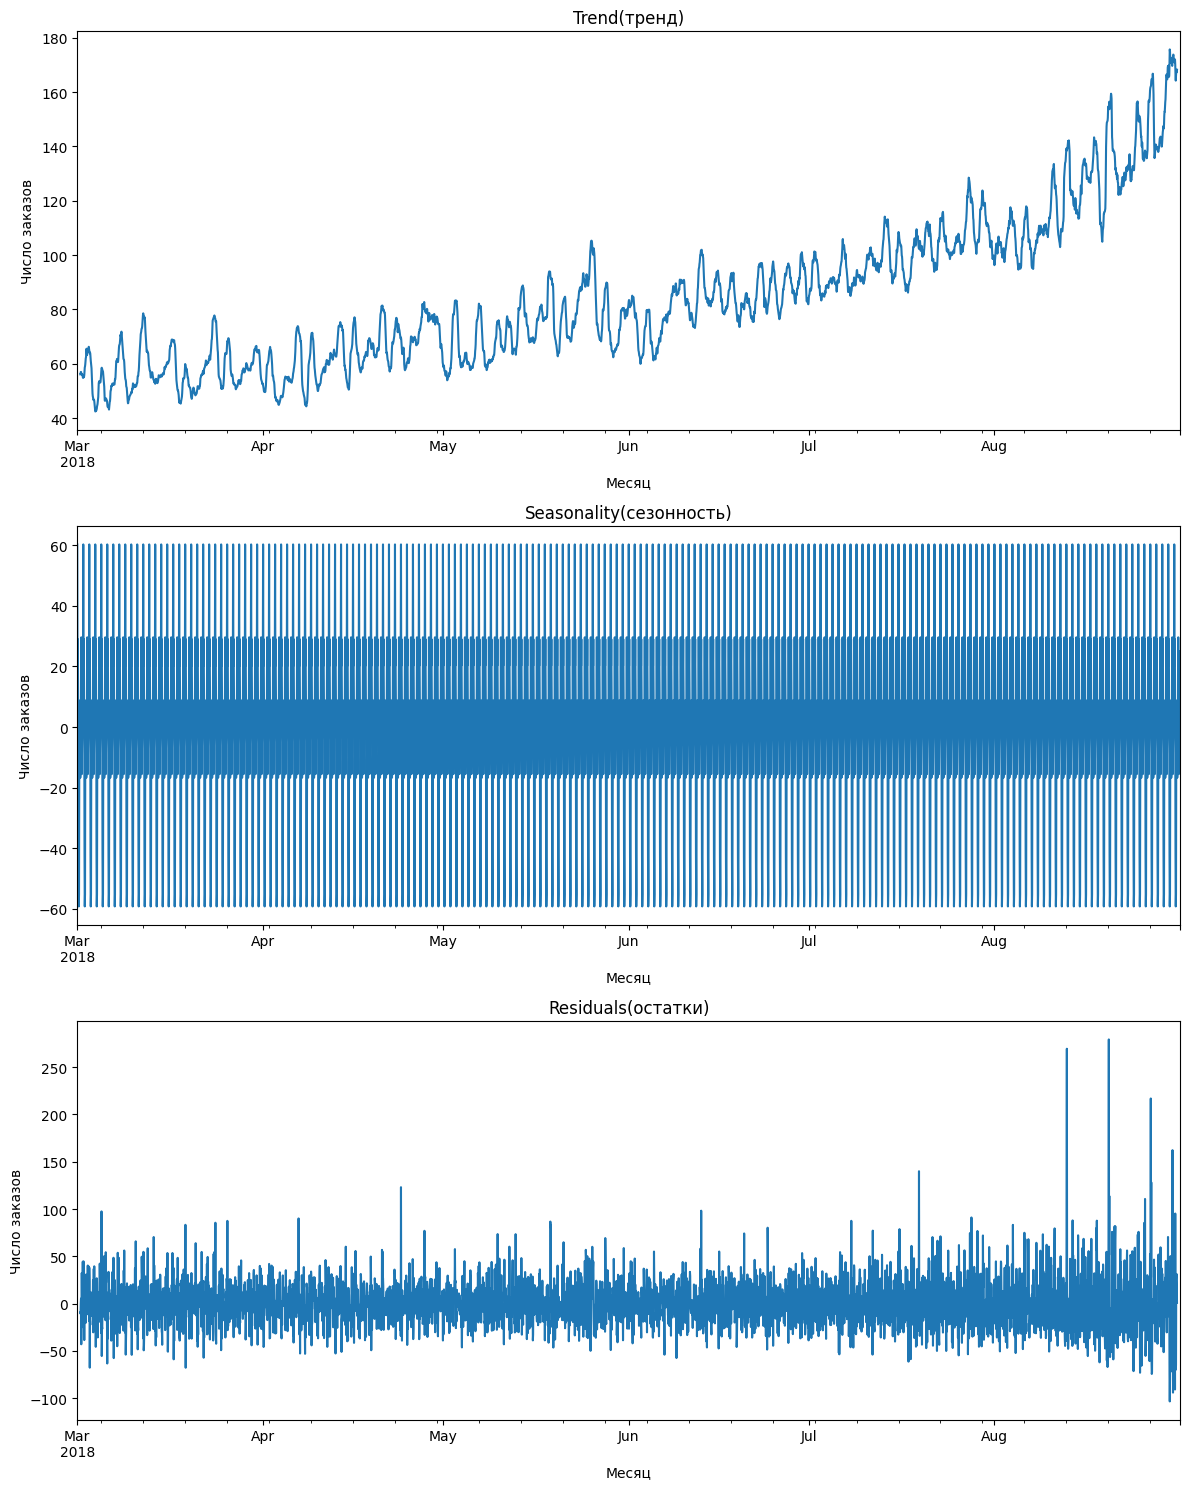 Trend(тренд)
180
160
140
120
100
80
60
40
Число заказов
Mar
2018
Apr
May
Jun
Jul
Aug
Месяц
Seasonality(сезонность)
60
40
20
0
−20
−40
−60
Число заказов
Mar
2018
Apr
May
Jun
Jul
Aug
Месяц
Residuals(остатки)
250
200
150
100
50
0
−50
−100
Число заказов
Mar
2018
Apr
May
Jun
Jul
Aug
Месяц